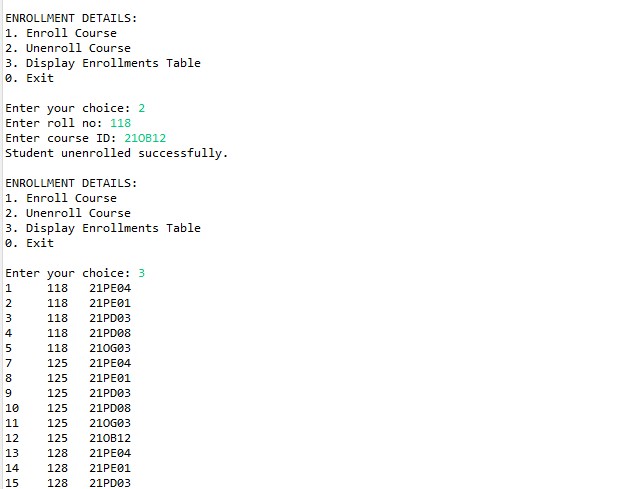 ENROLLMENT DETAILS:
1. Enroll Course
2. Unenroll Course
3. Display Enrollments Table
0. Exit
Enter your choice: 2
Enter roll no: 118
Enter course ID: 21OB12
Student unenrolled successfully.
ENROLLMENT DETAILS:
1. Enroll Course
2. Unenroll Course
3. Display Enrollments Table
0. Exit
Enter your choice: 3
1 118 21PE04
2 118 21PE01
3 118 21PD03
4 118 21PD08
5 118 21OG03
7 125 21PE04
8 125 21PE01
9 125 21PD03
10 125 21PD08
11 125 21OG03
12 125 21OB12
13 128 21PE04
14 128 21PE01
15 128 21PD03